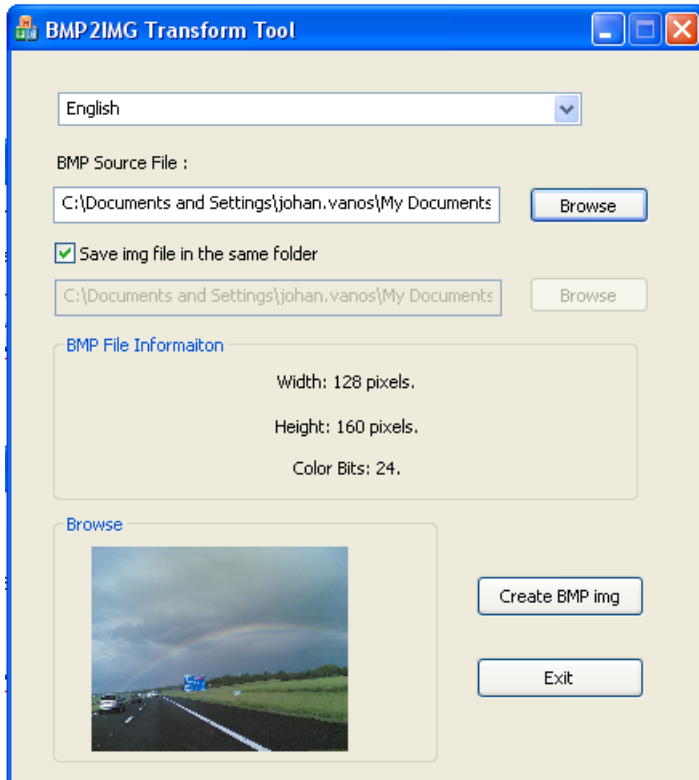 BMP2IMG Transform Tool
English
BMP Source File :
C:\Documents and Settings\johan.vanos\My Documents
Browse
Save img file in the same folder
C:\Documents and Settings\johan.vanos\My Documents
Browse
BMP File Informaiton
Width: 128 pixels.
Height: 160 pixels.
Color Bits: 24.
Browse
Create BMP img
Exit